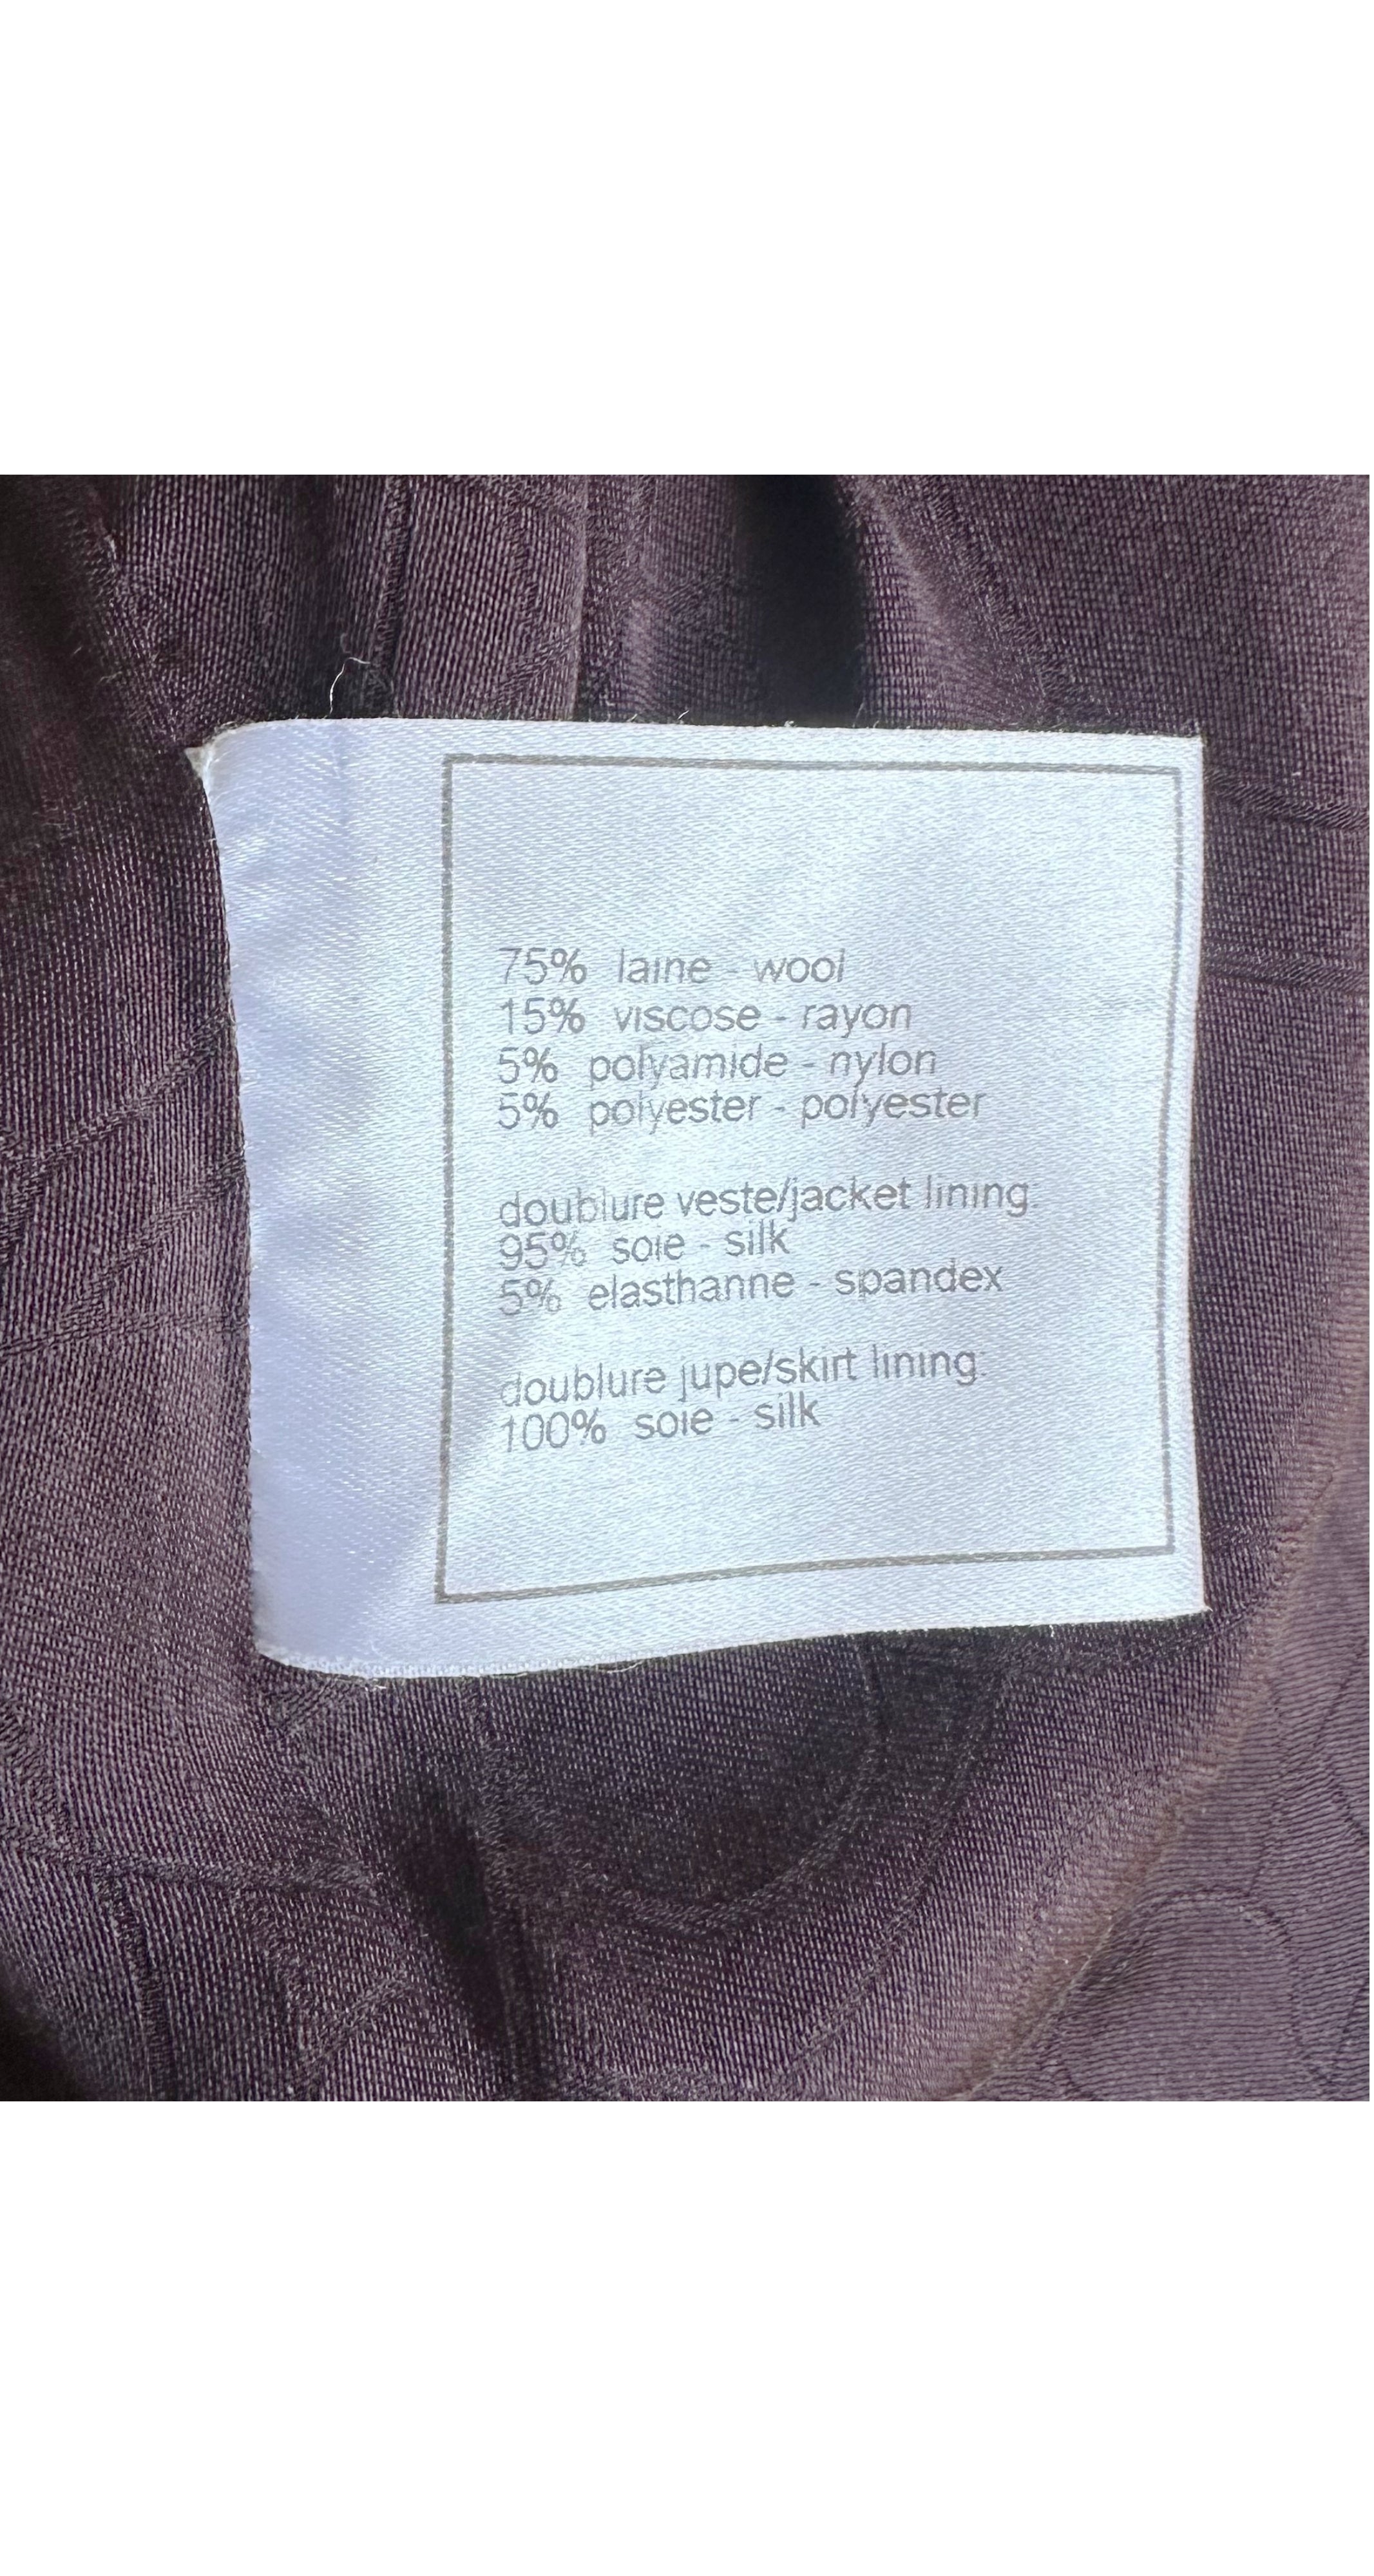 75% laine - wool
15% viscose - rayon
5% polyamide - nylon
5% polyester - polyester
doublure veste/jacket lining:
95% soie - silk
5% elasthanne - spandex
doublure jupe/skirt lining:
100% soie - silk